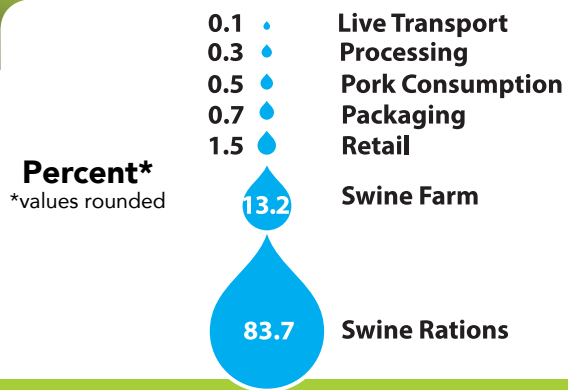 0.1 Live Transport
0.3 Processing
0.5 Pork Consumption
0.7 Packaging
1.5 Retail
Percent*
*values rounded
13.2 Swine Farm
83.7 Swine Rations